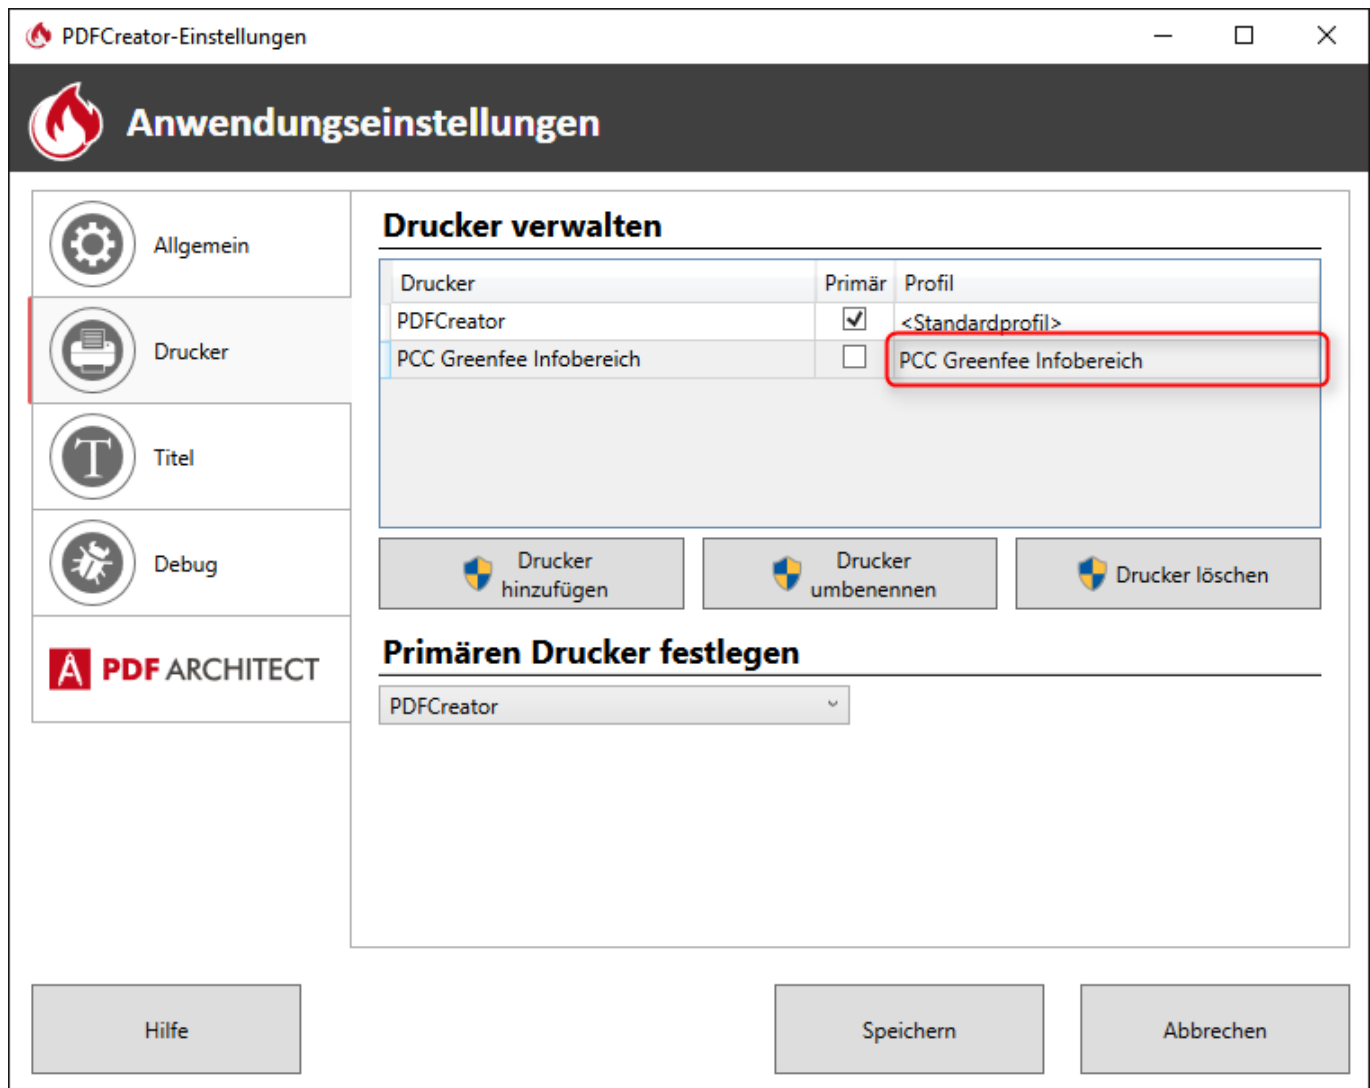 PDFCreator-Einstellungen
Anwendungseinstellungen
Allgemein
Drucker
Titel
Debug
PDF ARCHITECT
Drucker verwalten
Drucker Primär Profil
PDFCreator <Standardprofil>
PCC Greenfee Infobereich PCC Greenfee Infobereich
Drucker
hinzufügen
Drucker
umbenennen
Drucker löschen
Primären Drucker festlegen
PDFCreator
Hilfe
Speichern
Abbrechen